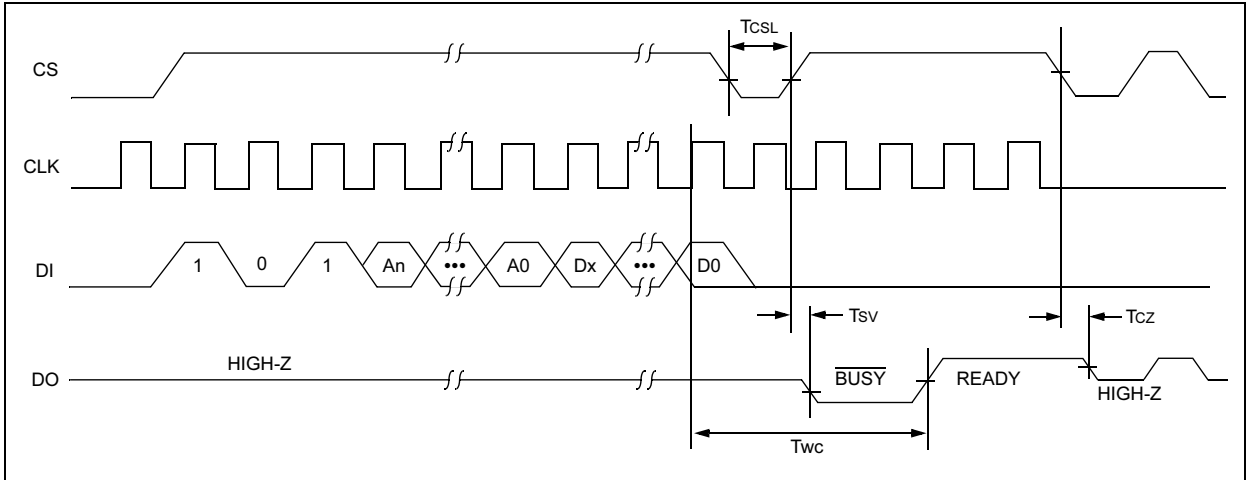 TCSL
CS
CLK
DI
1
0
1
An
•••
A0
Dx
•••
D0
TSV
TCZ
DO
HIGH-Z
BUSY
READY
HIGH-Z
TWC